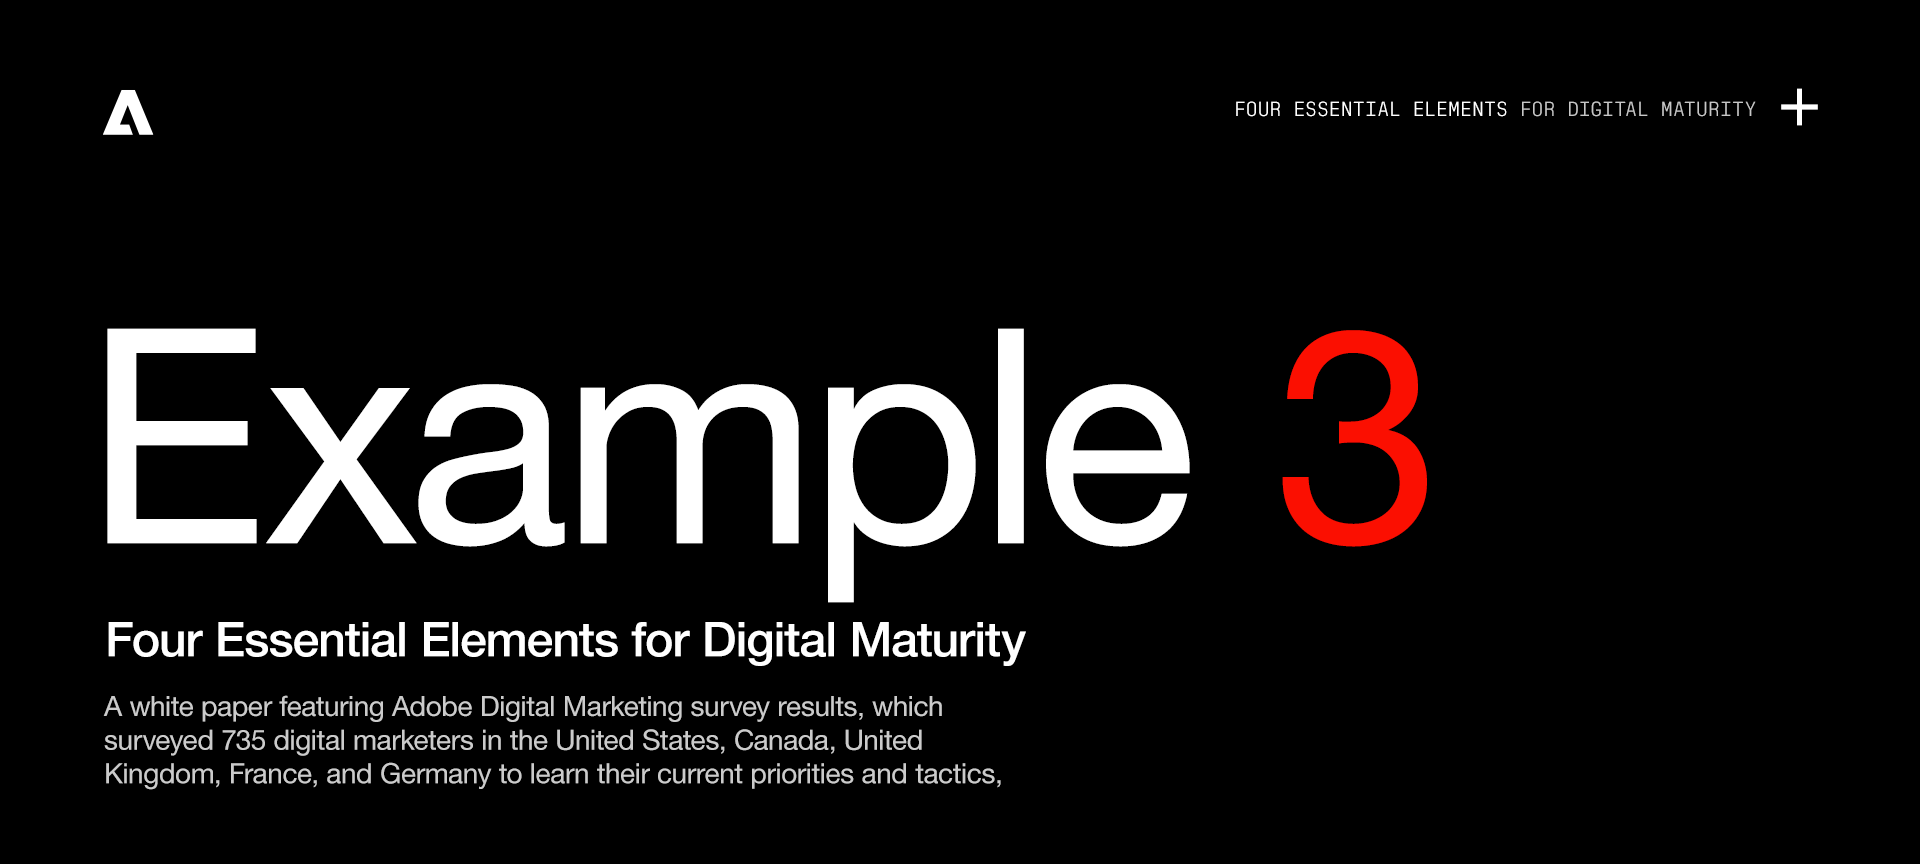 FOUR ESSENTIAL ELEMENTS FOR DIGITAL MATURITY
Example 3
Four Essential Elements for Digital Maturity
A white paper featuring Adobe Digital Marketing survey results, which
surveyed 735 digital marketers in the United States, Canada, United
Kingdom, France, and Germany to learn their current priorities and tactics,